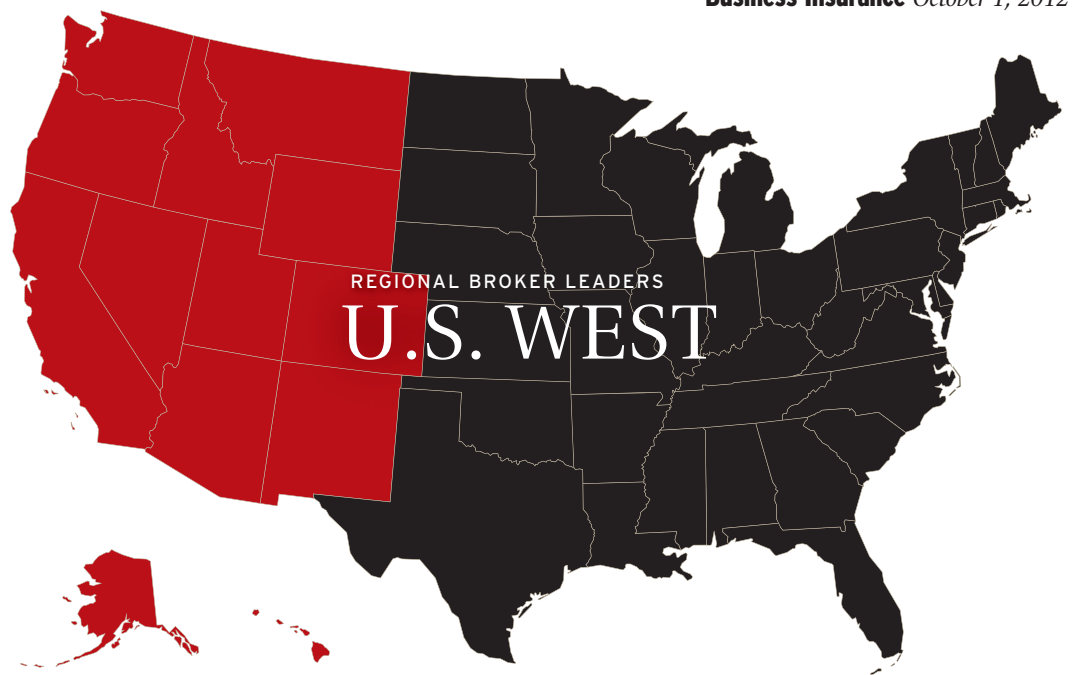 Business Insurance October 1, 2012
REGIONAL BROKER LEADERS
U.S. WEST